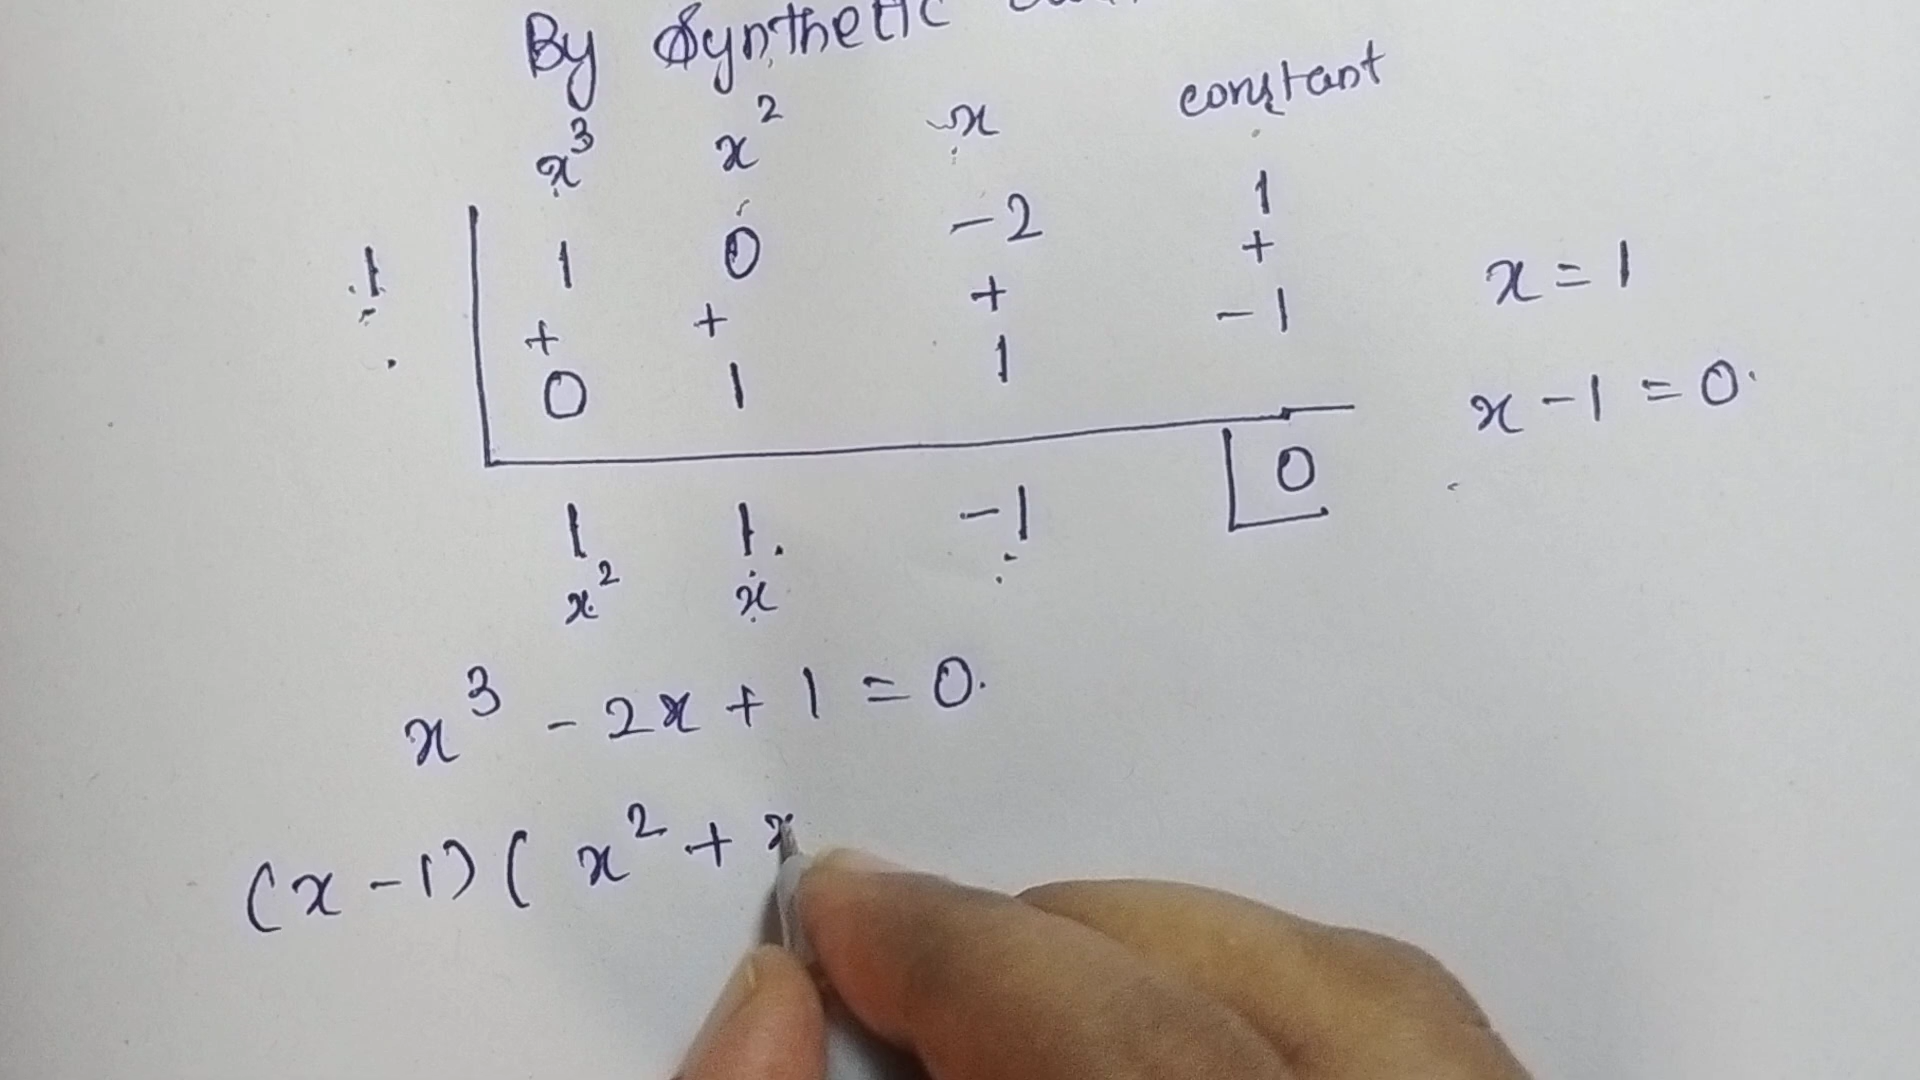 By Synthetic
x³ x² x constant
1 1 0 -2 1
+ + + +
0 1 1 -1
1 1 -1 0
x² x
x = 1
x - 1 = 0.
x³ - 2x + 1 = 0.
(x - 1) ( x² + x